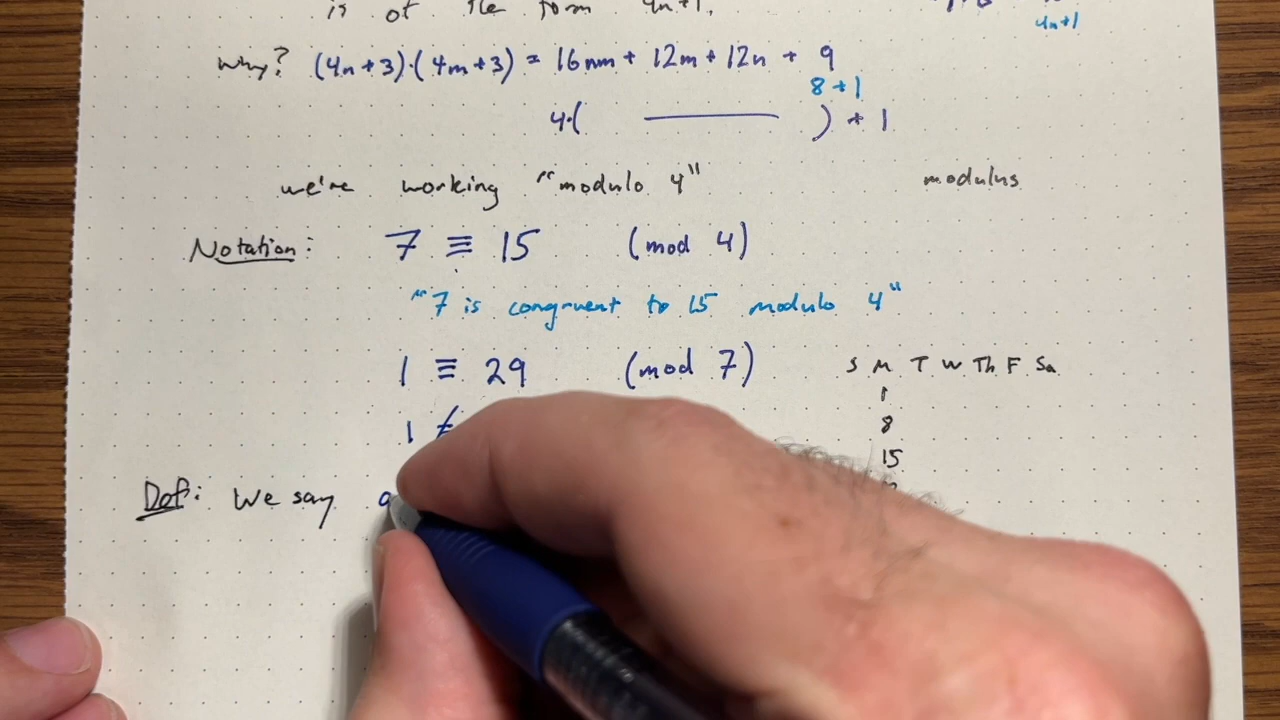 is of the form 4n+1.
4n+1
Why? (4n+3)·(4m+3) = 16nm + 12m + 12n + 9
8 + 1
4·( ——— ) + 1
we're working "modulo 4" modulus
Notation: 7 ≡ 15 (mod 4)
"7 is congruent to 15 modulo 4"
1 ≡ 29 (mod 7) S M T W Th F Sa
1
8
1 ≢
15
Def: We say a